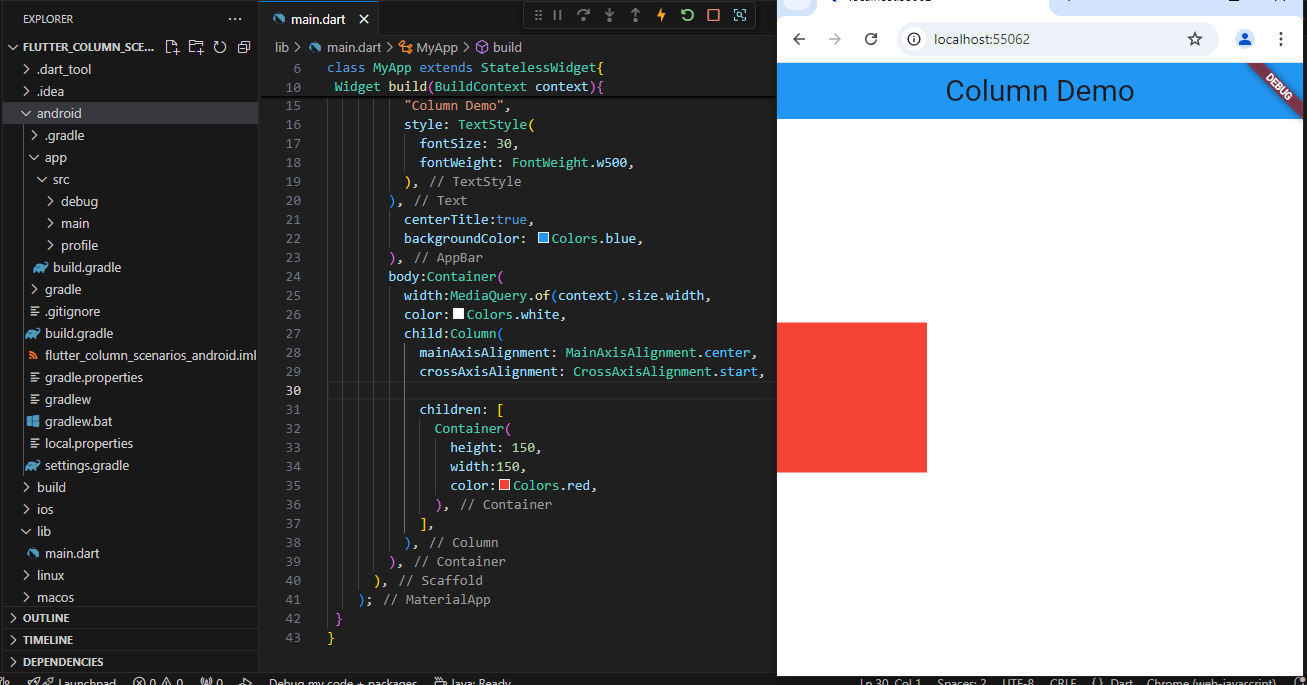 EXPLORER
FLUTTER_COLUMN_SCE...
.dart_tool
.idea
android
.gradle
app
src
debug
main
profile
build.gradle
gradle
.gitignore
build.gradle
flutter_column_scenarios_android.iml
gradle.properties
gradlew
gradlew.bat
local.properties
settings.gradle
build
ios
lib
main.dart
linux
macos
OUTLINE
TIMELINE
DEPENDENCIES
main.dart
lib > main.dart > MyApp > build
6 class MyApp extends StatelessWidget{
10 Widget build(BuildContext context){
15 "Column Demo",
16 style: TextStyle(
17 fontSize: 30,
18 fontWeight: FontWeight.w500,
19 ), // TextStyle
20 ), // Text
21 centerTitle:true,
22 backgroundColor: Colors.blue,
23 ), // AppBar
24 body:Container(
25 width:MediaQuery.of(context).size.width,
26 color:Colors.white,
27 child:Column(
28 mainAxisAlignment: MainAxisAlignment.center,
29 crossAxisAlignment: CrossAxisAlignment.start,
30
31 children: [
32 Container(
33 height: 150,
34 width:150,
35 color:Colors.red,
36 ), // Container
37 ],
38 ), // Column
39 ), // Container
40 ), // Scaffold
41 ); // MaterialApp
42 }
43 }
localhost:55062
localhost:55062
Column Demo
DEBUG
Launchpad 0 0 0 Debug my code + packages Java: Ready
Ln 30, Col 1 Spaces: 2 UTF-8 CRLF {} Dart Chrome (web-javascript)